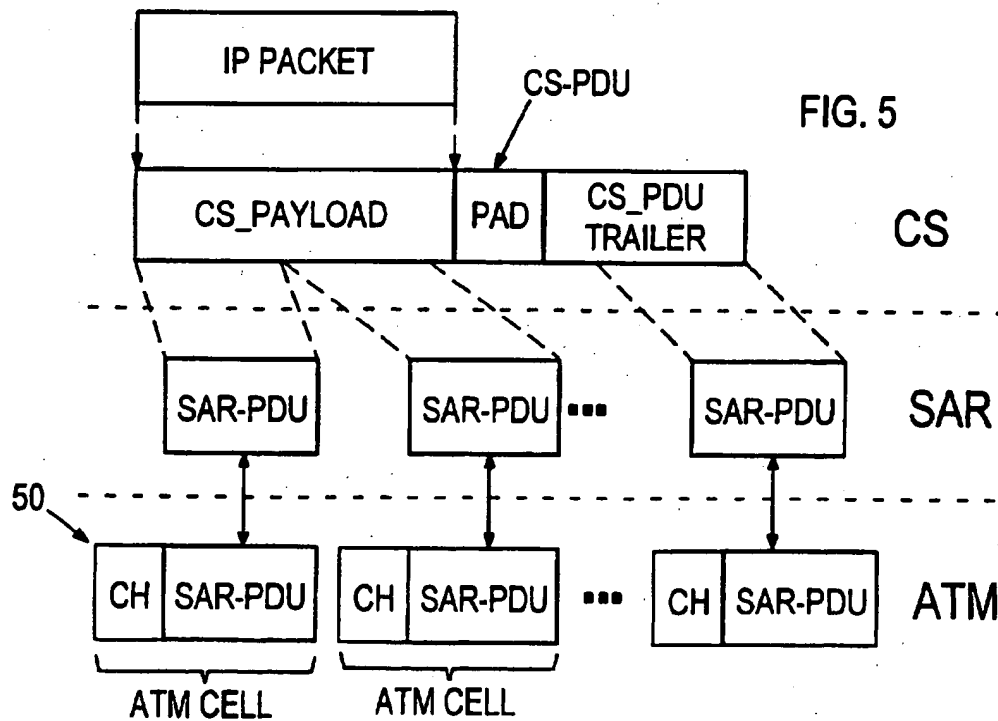 IP PACKET
CS-PDU
FIG. 5
CS_PAYLOAD
PAD
CS_PDU
TRAILER
CS
SAR-PDU
SAR-PDU
SAR-PDU
SAR
50
CH
SAR-PDU
CH
SAR-PDU
CH
SAR-PDU
ATM
ATM CELL
ATM CELL